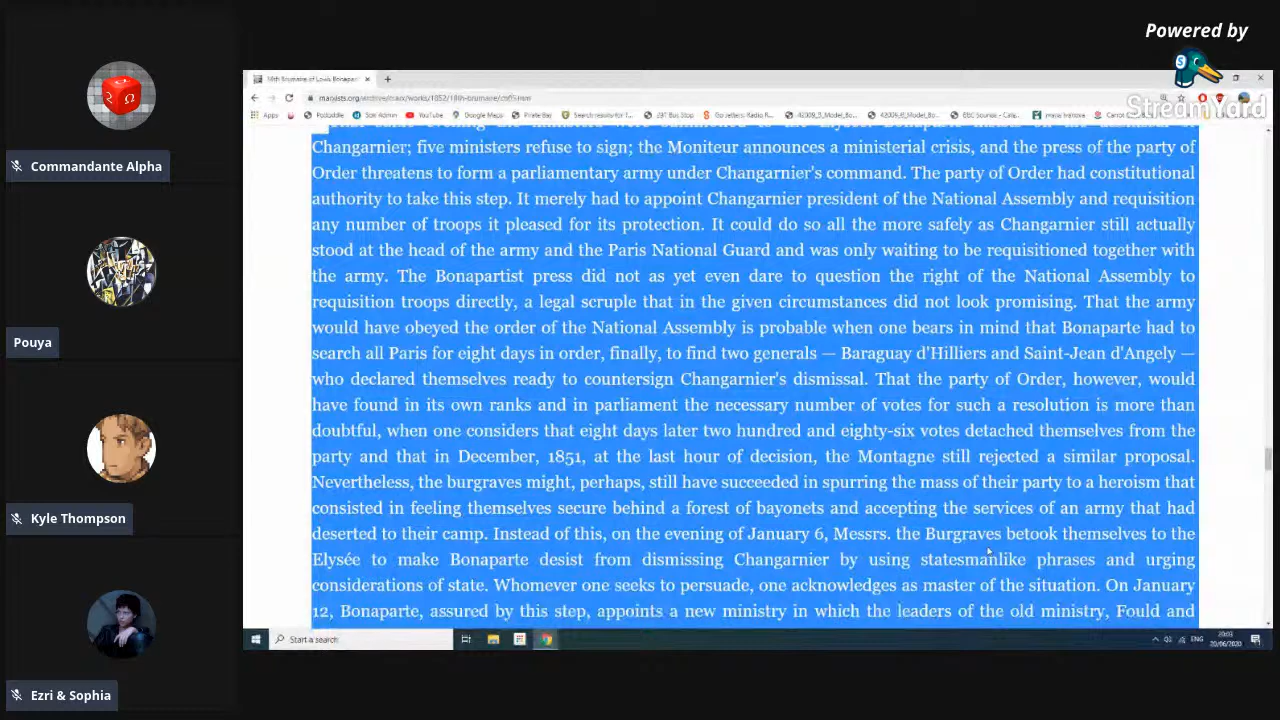 Powered by
StreamYard
Commandante Alpha
Pouya
Kyle Thompson
Ezri & Sophia
18th Brumaire of Louis Bonapar
Apps
YouTube
Google Maps
Pirate Bay
Changarnier; five ministers refuse to sign; the Moniteur announces a ministerial crisis, and the press of the party of
Order threatens to form a parliamentary army under Changarnier's command. The party of Order had constitutional
authority to take this step. It merely had to appoint Changarnier president of the National Assembly and requisition
any number of troops it pleased for its protection. It could do so all the more safely as Changarnier still actually
stood at the head of the army and the Paris National Guard and was only waiting to be requisitioned together with
the army. The Bonapartist press did not as yet even dare to question the right of the National Assembly to
requisition troops directly, a legal scruple that in the given circumstances did not look promising. That the army
would have obeyed the order of the National Assembly is probable when one bears in mind that Bonaparte had to
search all Paris for eight days in order, finally, to find two generals — Baraguay d'Hilliers and Saint-Jean d'Angely —
who declared themselves ready to countersign Changarnier's dismissal. That the party of Order, however, would
have found in its own ranks and in parliament the necessary number of votes for such a resolution is more than
doubtful, when one considers that eight days later two hundred and eighty-six votes detached themselves from the
party and that in December, 1851, at the last hour of decision, the Montagne still rejected a similar proposal.
Nevertheless, the burgraves might, perhaps, still have succeeded in spurring the mass of their party to a heroism that
consisted in feeling themselves secure behind a forest of bayonets and accepting the services of an army that had
deserted to their camp. Instead of this, on the evening of January 6, Messrs. the Burgraves betook themselves to the
Elysée to make Bonaparte desist from dismissing Changarnier by using statesmanlike phrases and urging
considerations of state. Whomever one seeks to persuade, one acknowledges as master of the situation. On January
12, Bonaparte, assured by this step, appoints a new ministry in which the leaders of the old ministry, Fould and
Start a search
ENG
20:03
20/06/2020